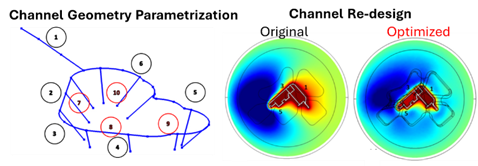 Channel Geometry Parametrization
Channel Re-design
Original
Optimized
1
6
2
7
10
5
3
8
9
4